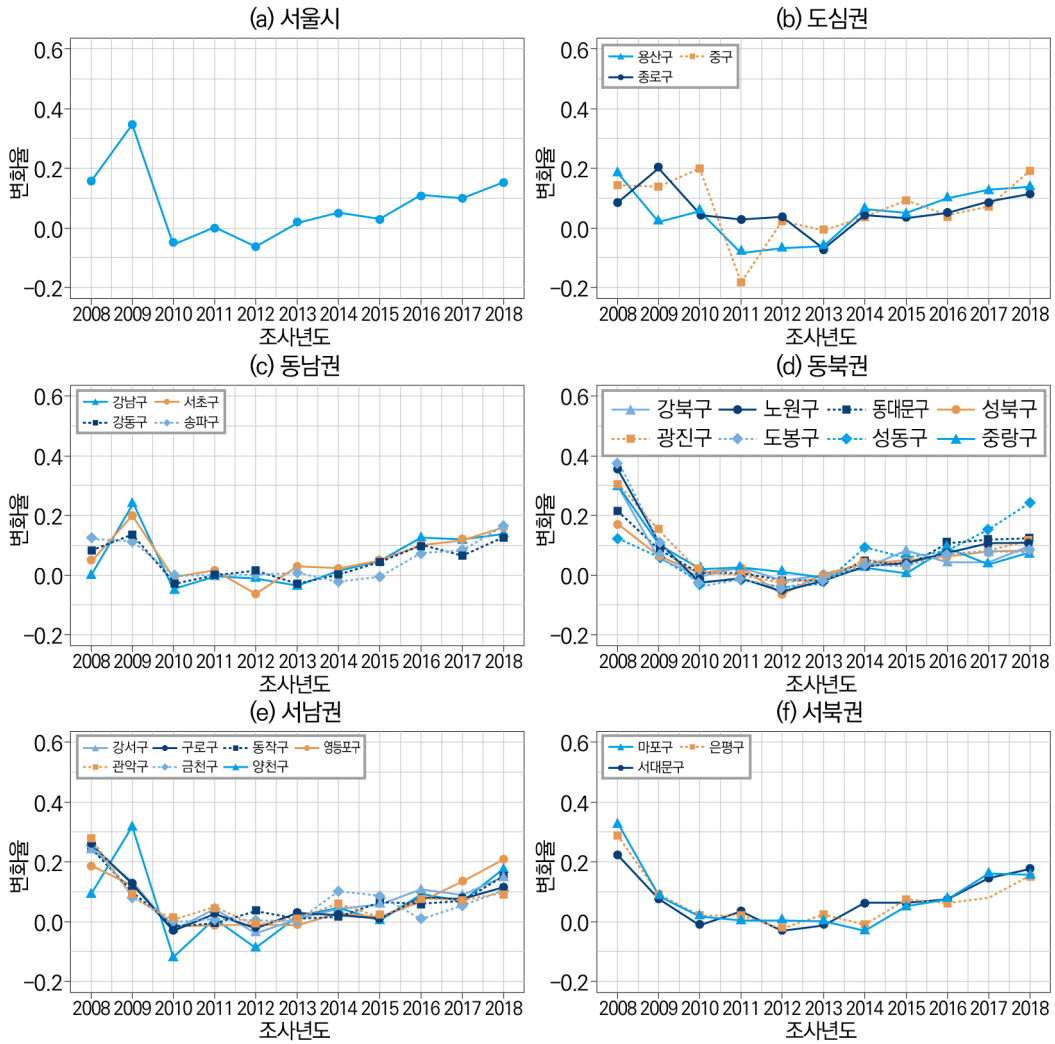 (a) 서울시
변화율
0.6
0.4
0.2
0.0
−0.2
2008 2009 2010 2011 2012 2013 2014 2015 2016 2017 2018
조사년도
(b) 도심권
용산구 중구
종로구
변화율
0.6
0.4
0.2
0.0
−0.2
2008 2009 2010 2011 2012 2013 2014 2015 2016 2017 2018
조사년도
(c) 동남권
강남구 서초구
강동구 송파구
변화율
0.6
0.4
0.2
0.0
−0.2
2008 2009 2010 2011 2012 2013 2014 2015 2016 2017 2018
조사년도
(d) 동북권
강북구 노원구 동대문구 성북구
광진구 도봉구 성동구 중랑구
변화율
0.6
0.4
0.2
0.0
−0.2
2008 2009 2010 2011 2012 2013 2014 2015 2016 2017 2018
조사년도
(e) 서남권
강서구 구로구 동작구 영등포구
관악구 금천구 양천구
변화율
0.6
0.4
0.2
0.0
−0.2
2008 2009 2010 2011 2012 2013 2014 2015 2016 2017 2018
조사년도
(f) 서북권
마포구 은평구
서대문구
변화율
0.6
0.4
0.2
0.0
−0.2
2008 2009 2010 2011 2012 2013 2014 2015 2016 2017 2018
조사년도